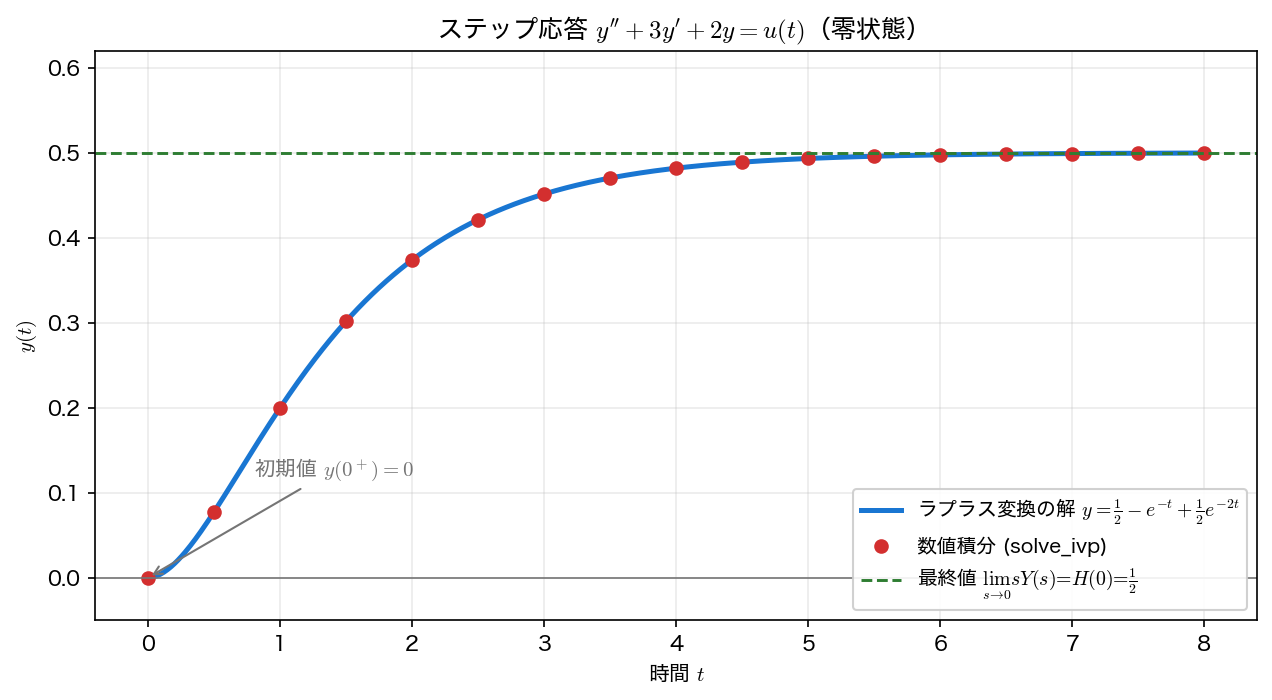 ステップ応答 y″ + 3y′ + 2y = u(t)（零状態）
0.6
0.5
0.4
0.3
0.2
0.1
0.0
y(t)
初期値 y(0⁺) = 0
ラプラス変換の解 y = 1/2 − e⁻ᵗ + 1/2 e⁻²ᵗ
数値積分 (solve_ivp)
最終値 lim s→0 sY(s)=H(0)=1/2
0 1 2 3 4 5 6 7 8
時間 t